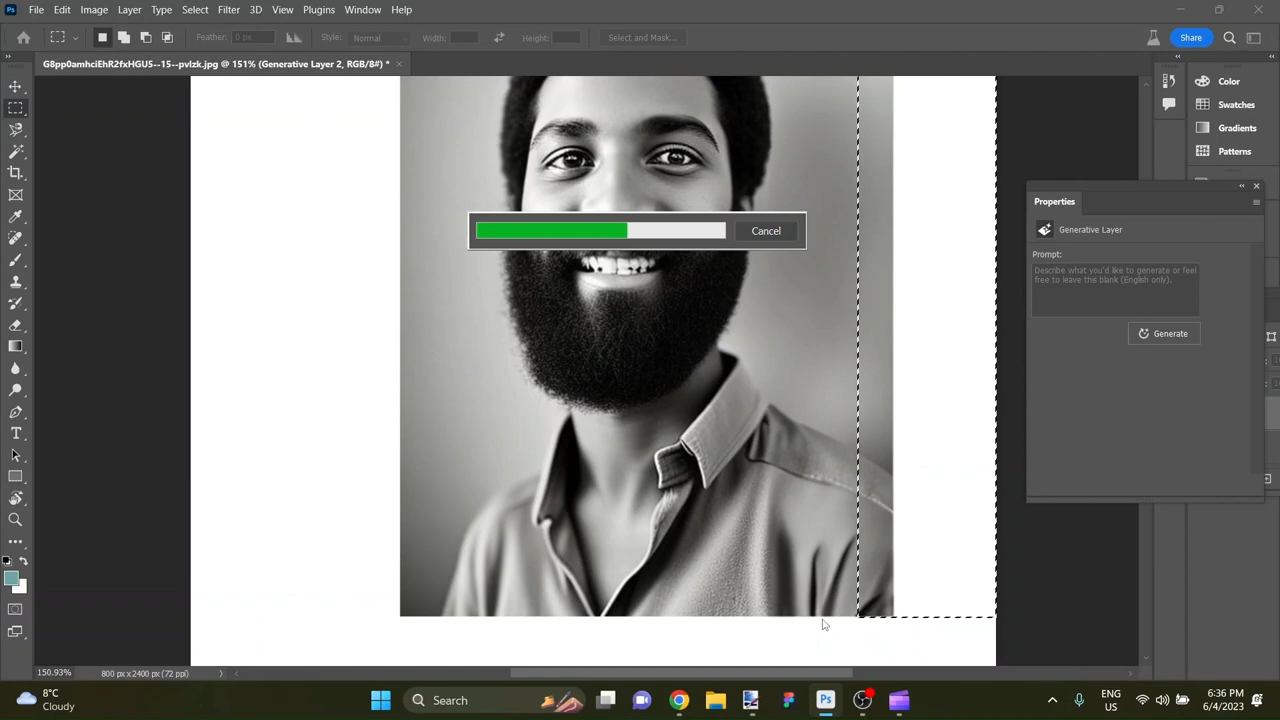 Ps File Edit Image Layer Type Select Filter 3D View Plugins Window Help
Feather: 0 px Style: Normal Width: Height: Select and Mask... Share
G8pp0amhciEhR2fxHGU5--15--pvlzk.jpg @ 151% (Generative Layer 2, RGB/8#) * ×
Color
Swatches
Gradients
Patterns
Properties
Generative Layer
Cancel
Prompt:
Describe what you'd like to generate or feel
free to leave this blank (English only).
Generate
150.93% 800 px x 2400 px (72 ppi)
8°C
Cloudy
Search
Ps
ENG
US
6:36 PM
6/4/2023